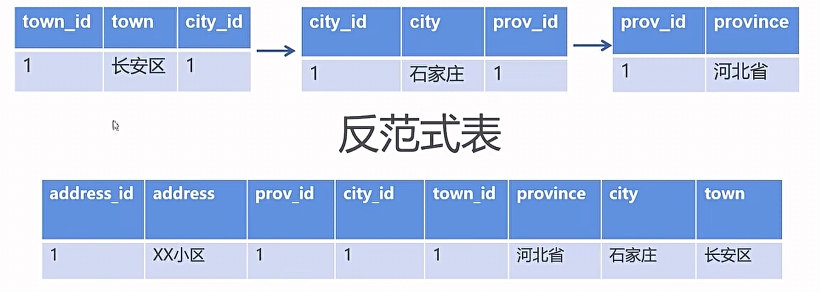 town_id town city_id city_id city prov_id prov_id province
1 长安区 1 1 石家庄 1 1 河北省
反范式表
address_id address prov_id city_id town_id province city town
1 XX小区 1 1 1 河北省 石家庄 长安区